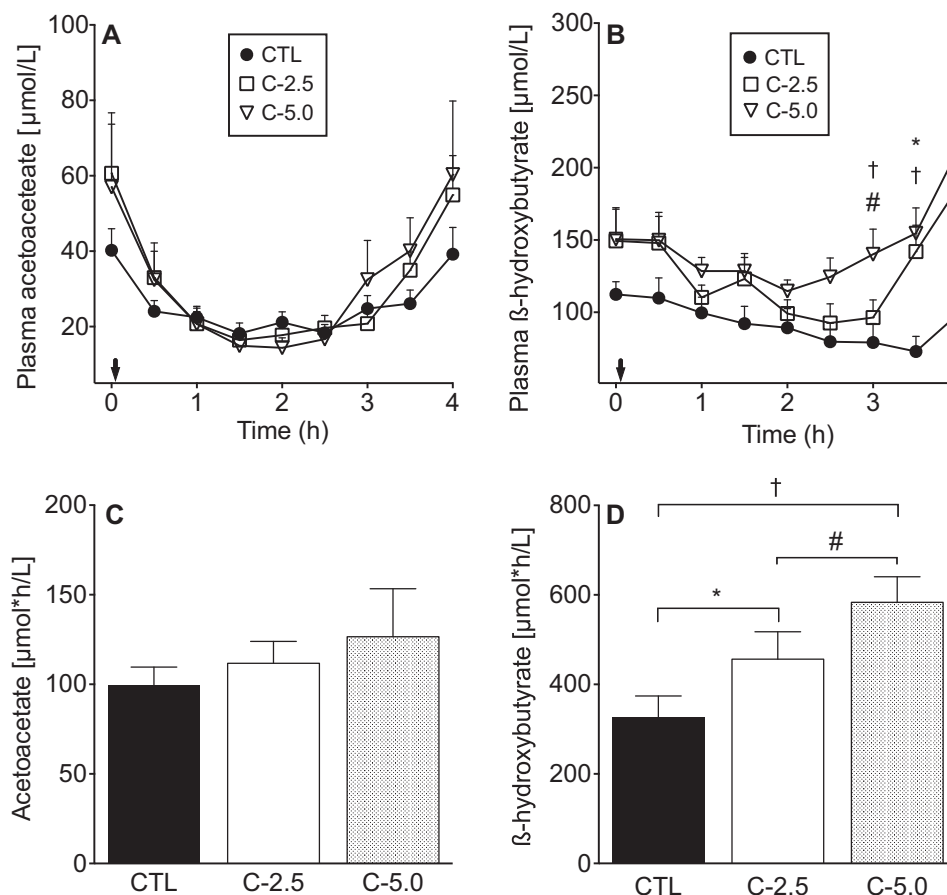 A
CTL
C-2.5
C-5.0
Plasma acetoaceteate [µmol/L]
100
80
60
40
20
0 1 2 3 4
Time (h)
B
CTL
C-2.5
C-5.0
Plasma ß-hydroxybutyrate [µmol/L]
300
250
200
150
100
*
† †
#
0 1 2 3
Time (h)
C
Acetoacetate [µmol*h/L]
200
150
100
50
0
CTL C-2.5 C-5.0
D
ß-hydroxybutyrate [µmol*h/L]
800
600
400
200
0
†
#
*
CTL C-2.5 C-5.0